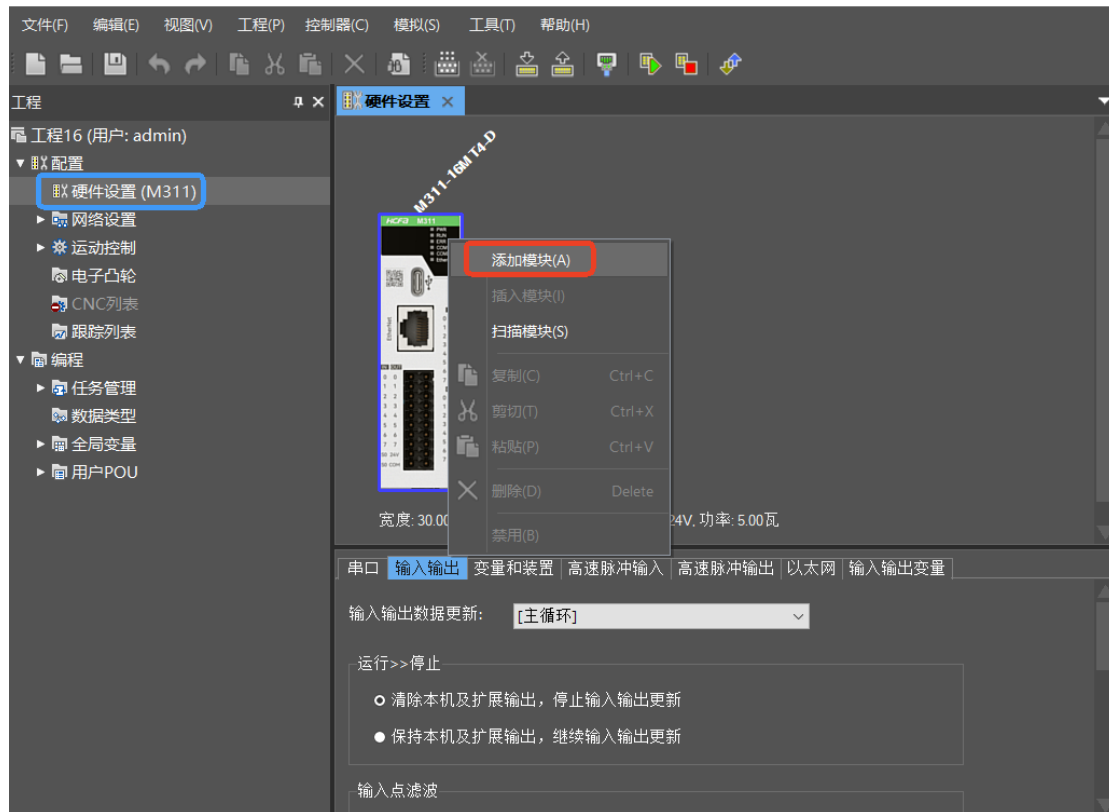 文件(F) 编辑(E) 视图(V) 工程(P) 控制器(C) 模拟(S) 工具(T) 帮助(H)
工程
硬件设置
工程16 (用户: admin)
配置
硬件设置 (M311)
网络设置
运动控制
电子凸轮
CNC列表
跟踪列表
编程
任务管理
数据类型
全局变量
用户POU
M311-16MT4-D
HCFA M311
PWR
RUN
ERR
COM
COM
Ether
Ethernet
IN OUT
添加模块(A)
插入模块(I)
扫描模块(S)
复制(C) Ctrl+C
剪切(T) Ctrl+X
粘贴(P) Ctrl+V
删除(D) Delete
禁用(B)
宽度: 30.00
24V, 功率: 5.00瓦
串口 输入输出 变量和装置 高速脉冲输入 高速脉冲输出 以太网 输入输出变量
输入输出数据更新: [主循环]
运行>>停止
清除本机及扩展输出，停止输入输出更新
保持本机及扩展输出，继续输入输出更新
输入点滤波